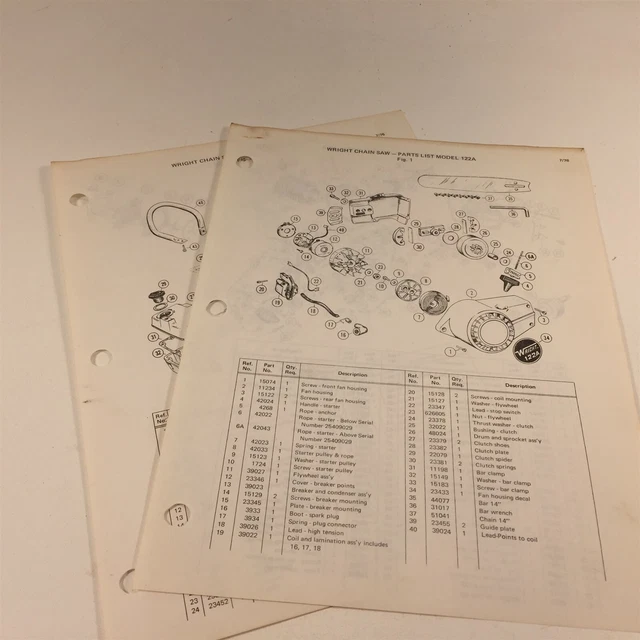 WRIGHT CHAIN SAW — PARTS LIST MODEL 122A
Fig. 1
WRIGHT CHAIN
WRIGHT
122A
Ref. No. Part No. Qty. Req. Description
1 15074 1 Screw - front fan housing
2 11234 1 Fan housing
3 15122 2 Screws - rear fan housing
4 42024 1 Handle - starter
5 4268 1 Rope - anchor
6 42022 Rope - starter - Below Serial
Number 25409029
6A 42043 Rope - starter - Above Serial
Number 25409029
7 42023 1 Spring - starter
8 42033 1 Starter pulley & rope
9 15123 1 Washer - starter pulley
10 1724 1 Screw - starter pulley
11 39027 1 Flywheel ass'y
12 23346 1 Cover - breaker points
13 39023 Breaker and condenser ass'y
14 15129 2 Screws - breaker mounting
15 23345 1 Plate - breaker mounting
16 3933 1 Boot - spark plug
17 3934 1 Spring - plug connector
18 39026 1 Lead - high tension
19 39022 1 Coil and lamination ass'y includes
16, 17, 18
Ref. No. Part No. Qty. Req. Description
20 15128 2 Screws - coil mounting
21 15127 1 Washer - flywheel
22 23347 1 Lead - stop switch
23 626605 1 Nut - flywheel
24 23378 1 Thrust washer - clutch
25 32022 1 Bushing - clutch
26 48024 1 Drum and sprocket ass'y
27 23379 2 Clutch shoes
28 23382 1 Clutch plate
29 22079 1 Clutch spider
30 23381 2 Clutch springs
31 11198 1 Bar clamp
32 15149 1 Washer - bar clamp
33 15183 1 Screw - bar clamp
34 23433 1 Fan housing decal
35 44077 Bar 14"
36 31017 1 Bar wrench
37 51041 Chain 14"
39 23455 2 Guide plate
40 39024 1 Lead-Points to coil
12
13
23
24 23452